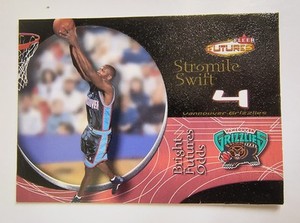 FLEER
FUTURES
Stromile
Swift
4
Vancouver Grizzlies
Bright
Futures
Odds
VANCOUVER
GRIZZLIES